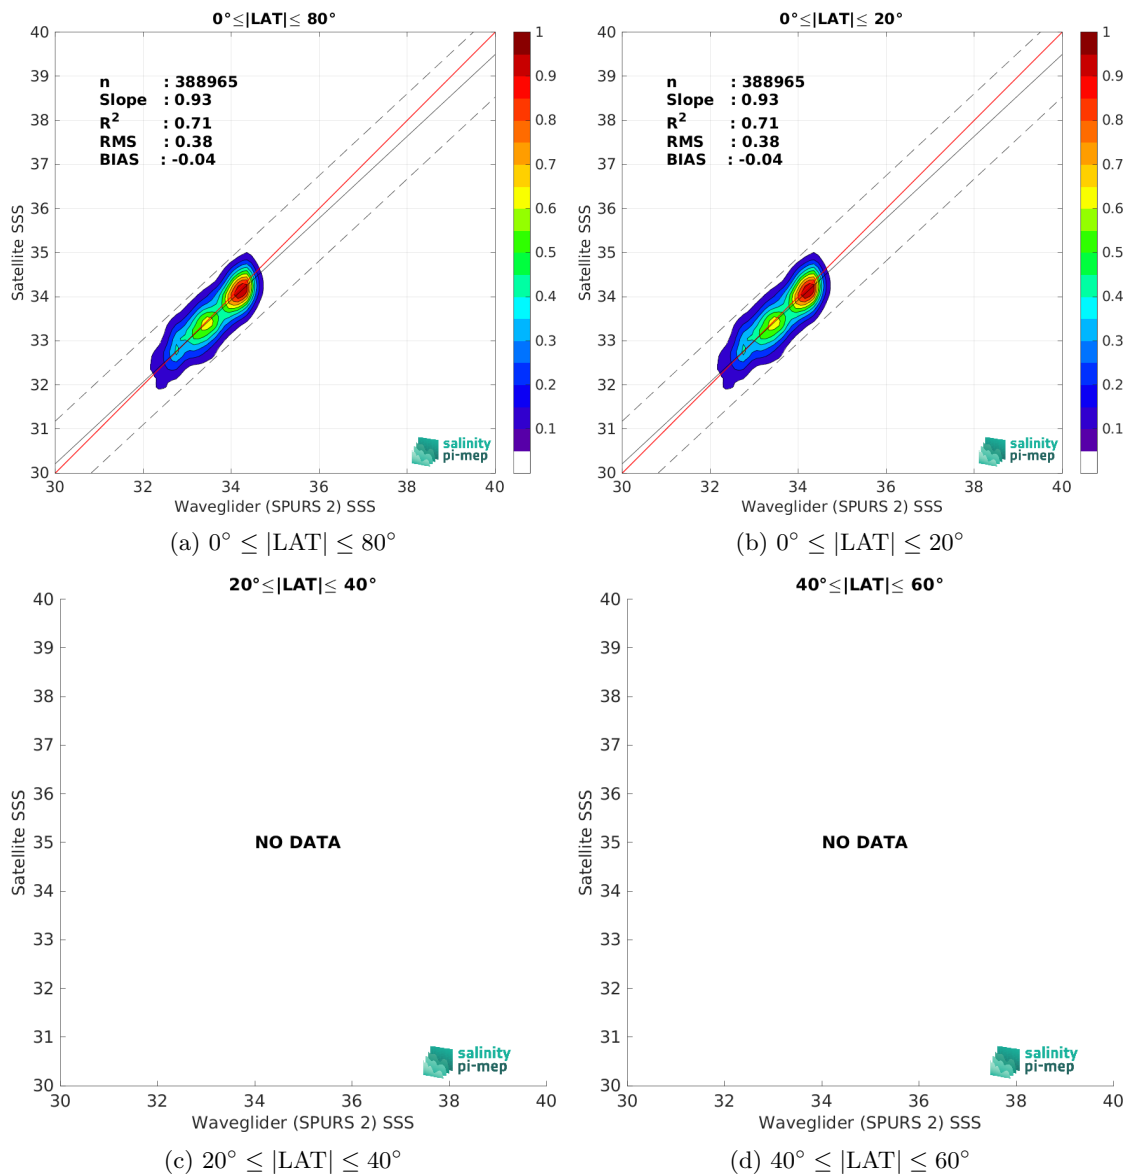 0°≤|LAT|≤ 80°
40
39
38
37
36
35
34
33
32
31
30
Satellite SSS
n : 388965
Slope : 0.93
R² : 0.71
RMS : 0.38
BIAS : -0.04
1
0.9
0.8
0.7
0.6
0.5
0.4
0.3
0.2
0.1
salinity
pi-mep
30 32 34 36 38 40
Waveglider (SPURS 2) SSS
(a) 0° ≤ |LAT| ≤ 80°
0°≤|LAT|≤ 20°
40
39
38
37
36
35
34
33
32
31
30
Satellite SSS
n : 388965
Slope : 0.93
R² : 0.71
RMS : 0.38
BIAS : -0.04
1
0.9
0.8
0.7
0.6
0.5
0.4
0.3
0.2
0.1
salinity
pi-mep
30 32 34 36 38 40
Waveglider (SPURS 2) SSS
(b) 0° ≤ |LAT| ≤ 20°
20°≤|LAT|≤ 40°
40
39
38
37
36
35
34
33
32
31
30
Satellite SSS
NO DATA
salinity
pi-mep
30 32 34 36 38 40
Waveglider (SPURS 2) SSS
(c) 20° ≤ |LAT| ≤ 40°
40°≤|LAT|≤ 60°
40
39
38
37
36
35
34
33
32
31
30
Satellite SSS
NO DATA
salinity
pi-mep
30 32 34 36 38 40
Waveglider (SPURS 2) SSS
(d) 40° ≤ |LAT| ≤ 60°